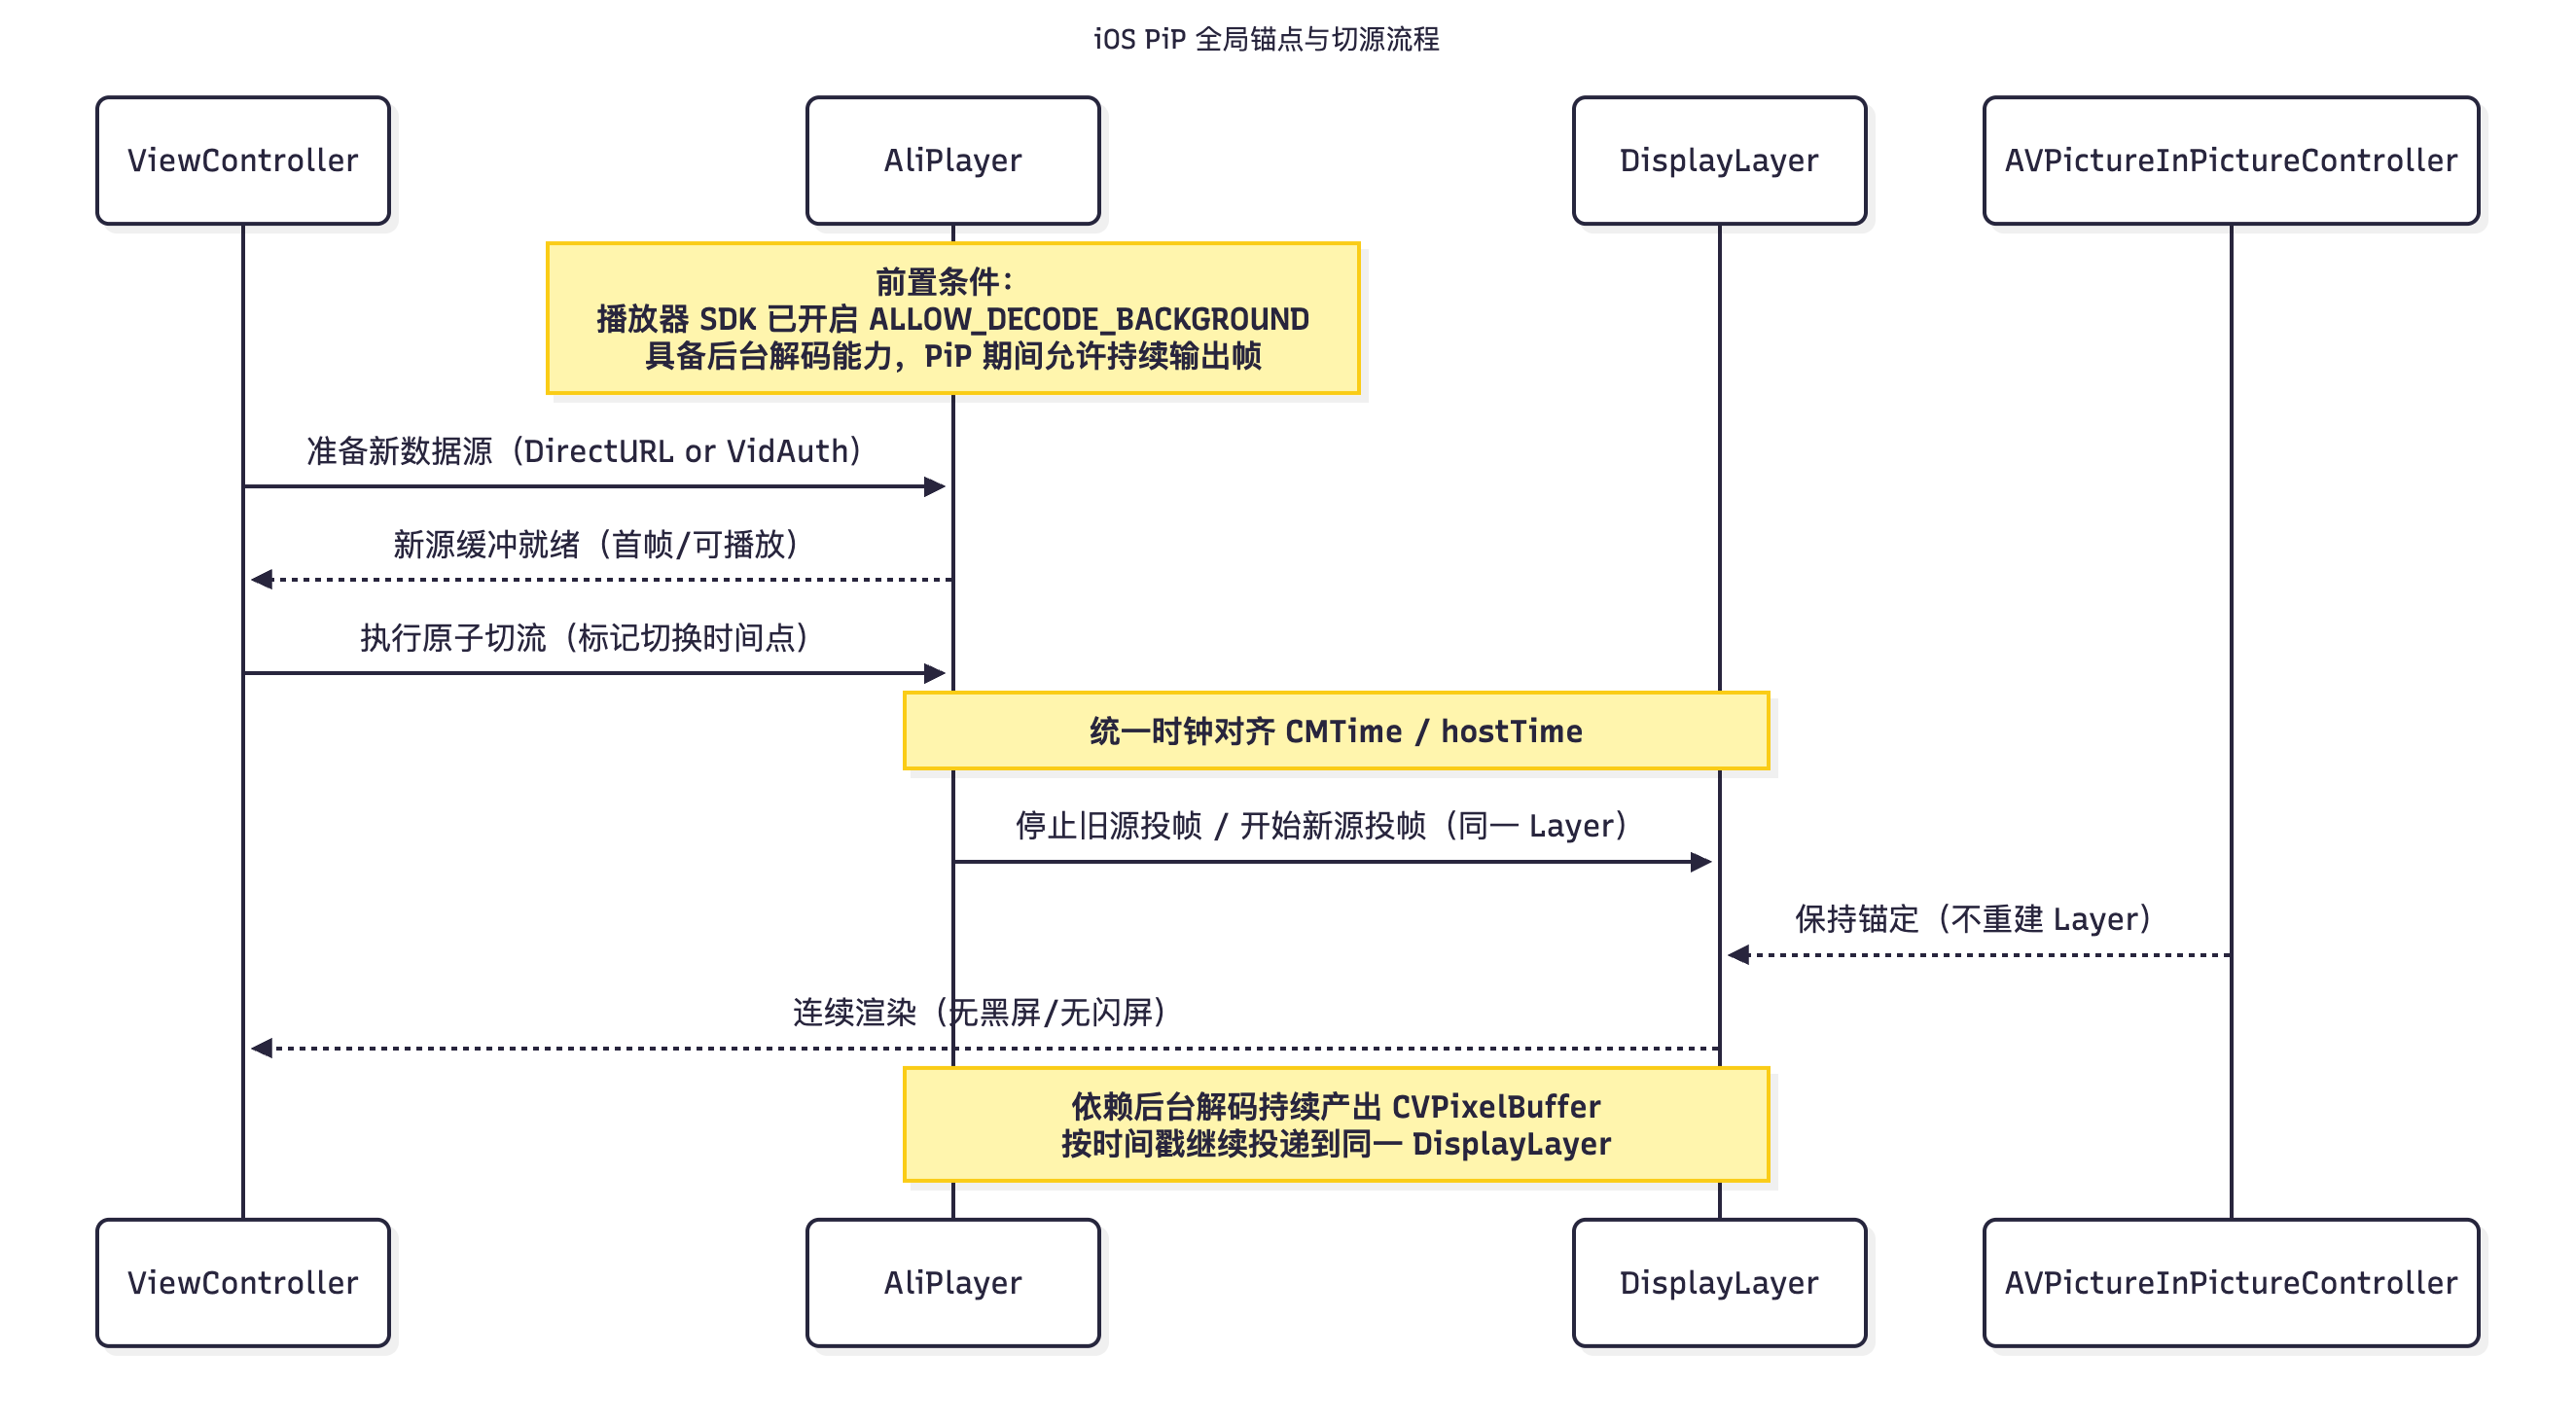 iOS PiP 全局锚点与切源流程
ViewController
AliPlayer
DisplayLayer
AVPictureInPictureController
前置条件：
播放器 SDK 已开启 ALLOW_DECODE_BACKGROUND
具备后台解码能力，PiP 期间允许持续输出帧
准备新数据源（DirectURL or VidAuth）
新源缓冲就绪（首帧/可播放）
执行原子切流（标记切换时间点）
统一时钟对齐 CMTime / hostTime
停止旧源投帧 / 开始新源投帧（同一 Layer）
保持锚定（不重建 Layer）
连续渲染（无黑屏/无闪屏）
依赖后台解码持续产出 CVPixelBuffer
按时间戳继续投递到同一 DisplayLayer
ViewController
AliPlayer
DisplayLayer
AVPictureInPictureController